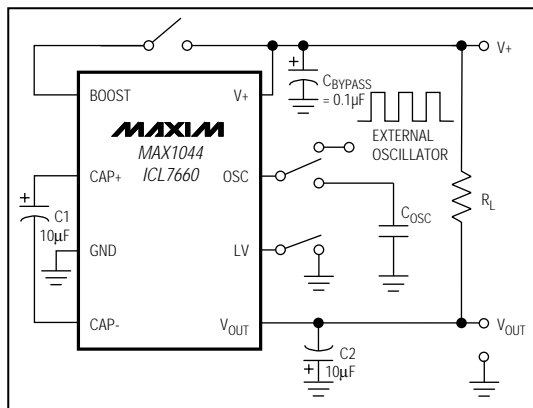 V+
BOOST
V+
CBYPASS
= 0.1µF
EXTERNAL
OSCILLATOR
MAXIM
MAX1044
ICL7660
CAP+
OSC
+
C1
10µF
COSC
RL
GND
LV
CAP-
VOUT
VOUT
C2
10µF
+
+